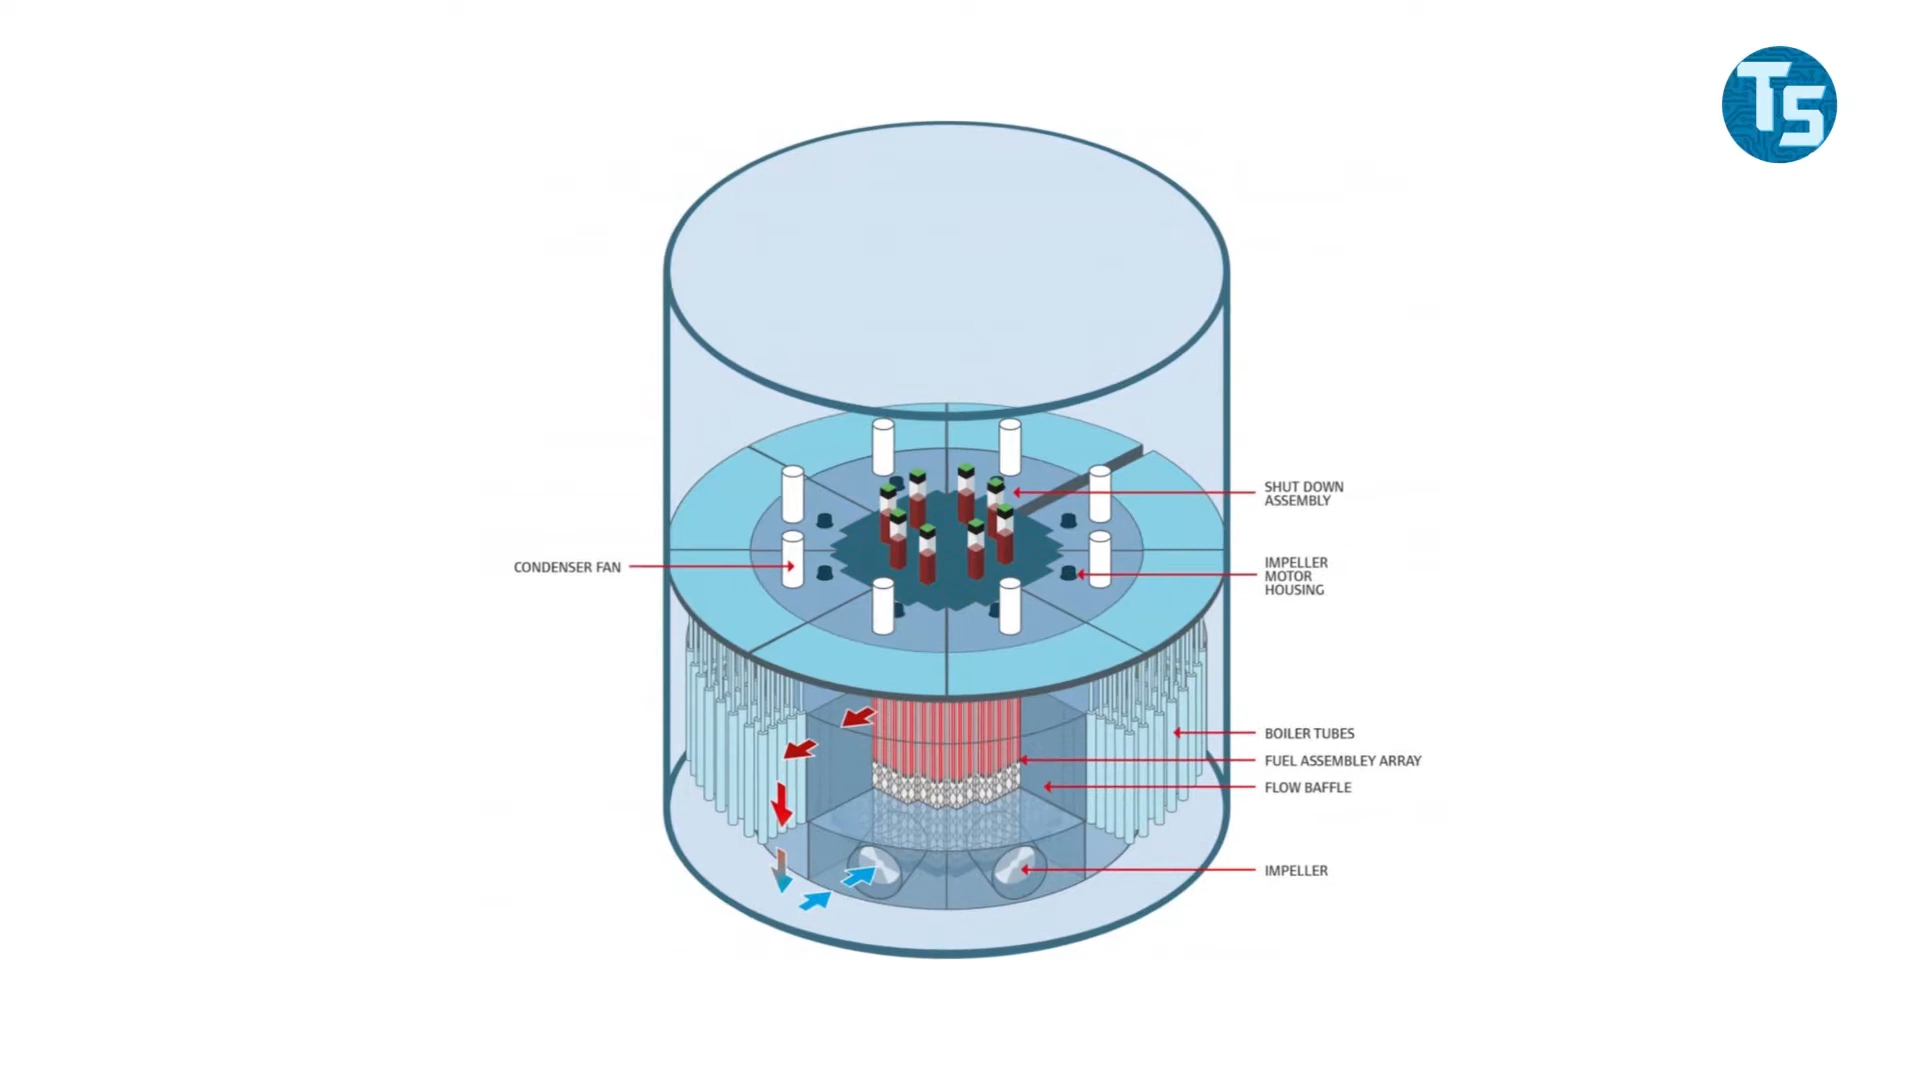 TS
SHUT DOWN
ASSEMBLY
CONDENSER FAN
IMPELLER
MOTOR
HOUSING
BOILER TUBES
FUEL ASSEMBLEY ARRAY
FLOW BAFFLE
IMPELLER